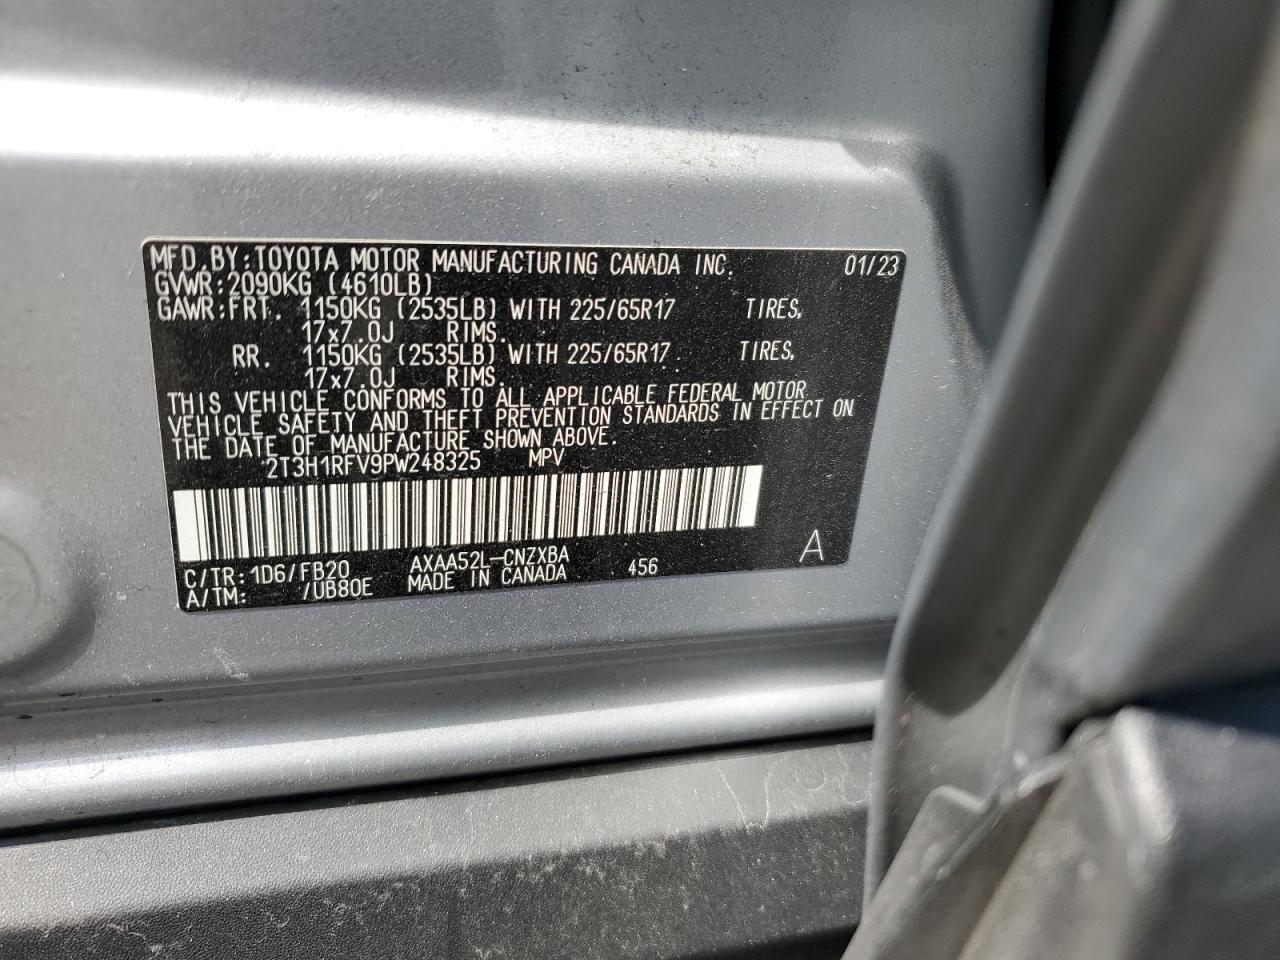 MFD. BY:TOYOTA MOTOR MANUFACTURING CANADA INC. 01/23
GVWR:2090KG (4610LB)
GAWR:FRT. 1150KG (2535LB) WITH 225/65R17 TIRES,
17x7.0J RIMS.
RR. 1150KG (2535LB) WITH 225/65R17 TIRES,
17x7.0J RIMS.
THIS VEHICLE CONFORMS TO ALL APPLICABLE FEDERAL MOTOR
VEHICLE SAFETY AND THEFT PREVENTION STANDARDS IN EFFECT ON
THE DATE OF MANUFACTURE SHOWN ABOVE.
2T3H1RFV9PW248325 MPV
A
C/TR: 1D6/FB20 AXAA52L-CNZXBA 456
A/TM: /UB80E MADE IN CANADA